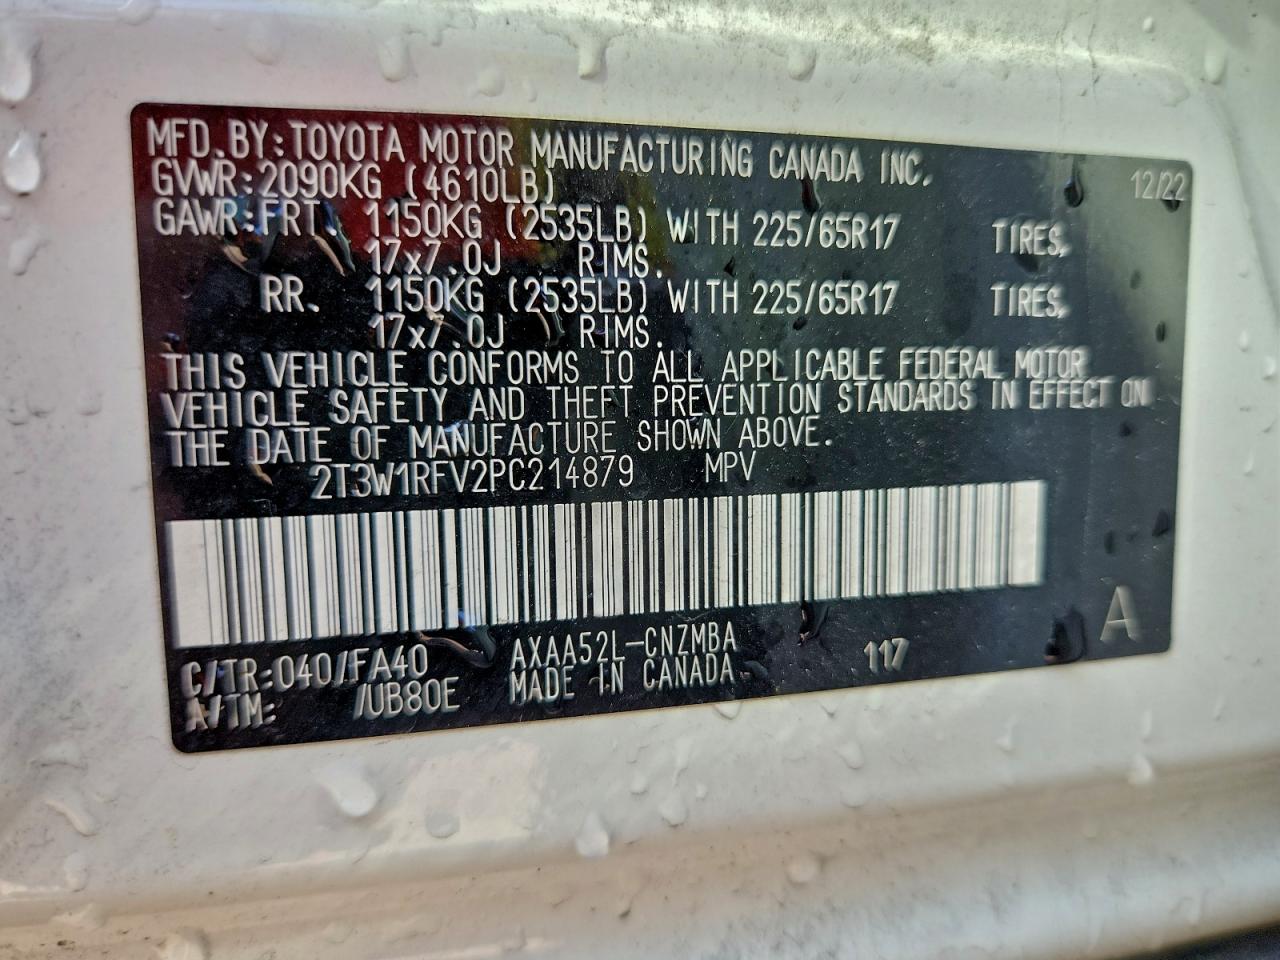 MFD.BY:TOYOTA MOTOR MANUFACTURING CANADA INC.
GVWR:2090KG (4610LB) 12/22
GAWR:FRT. 1150KG (2535LB) WITH 225/65R17 TIRES,
17x7.0J RIMS.
RR. 1150KG (2535LB) WITH 225/65R17 TIRES,
17x7.0J RIMS.
THIS VEHICLE CONFORMS TO ALL APPLICABLE FEDERAL MOTOR
VEHICLE SAFETY AND THEFT PREVENTION STANDARDS IN EFFECT ON
THE DATE OF MANUFACTURE SHOWN ABOVE.
2T3W1RFV2PC214879 MPV
C/TR:040/FA40 AXAA52L-CNZMBA 117 A
A/TM: /UB80E MADE IN CANADA